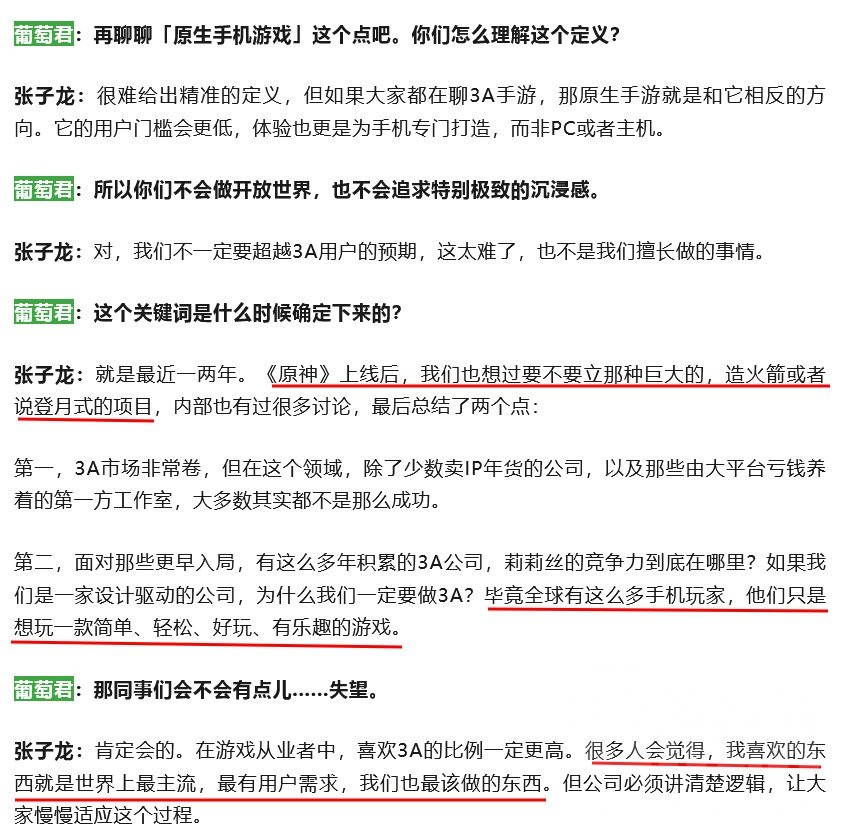 葡萄君：再聊聊「原生手机游戏」这个点吧。你们怎么理解这个定义？
张子龙：很难给出精准的定义，但如果大家都在聊3A手游，那原生手游就是和它相反的方
向。它的用户门槛会更低，体验也更是为手机专门打造，而非PC或者主机。
葡萄君：所以你们不会做开放世界，也不会追求特别极致的沉浸感。
张子龙：对，我们不一定要超越3A用户的预期，这太难了，也不是我们擅长做的事情。
葡萄君：这个关键词是什么时候确定下来的？
张子龙：就是最近一两年。《原神》上线后，我们也想过要不要立那种巨大的，造火箭或者
说登月式的项目，内部也有过很多讨论，最后总结了两个点：
第一，3A市场非常卷，但在这个领域，除了少数卖IP年货的公司，以及那些由大平台亏钱养
着的第一方工作室，大多数其实都不是那么成功。
第二，面对那些更早入局，有这么多年积累的3A公司，莉莉丝的竞争力到底在哪里？如果我
们是一家设计驱动的公司，为什么我们一定要做3A？毕竟全球有这么多手机玩家，他们只是
想玩一款简单、轻松、好玩、有乐趣的游戏。
葡萄君：那同事们会不会有点儿……失望。
张子龙：肯定会的。在游戏从业者中，喜欢3A的比例一定更高。很多人会觉得，我喜欢的东
西就是世界上最主流，最有用户需求，我们也最该做的东西。但公司必须讲清楚逻辑，让大
家慢慢适应这个过程。